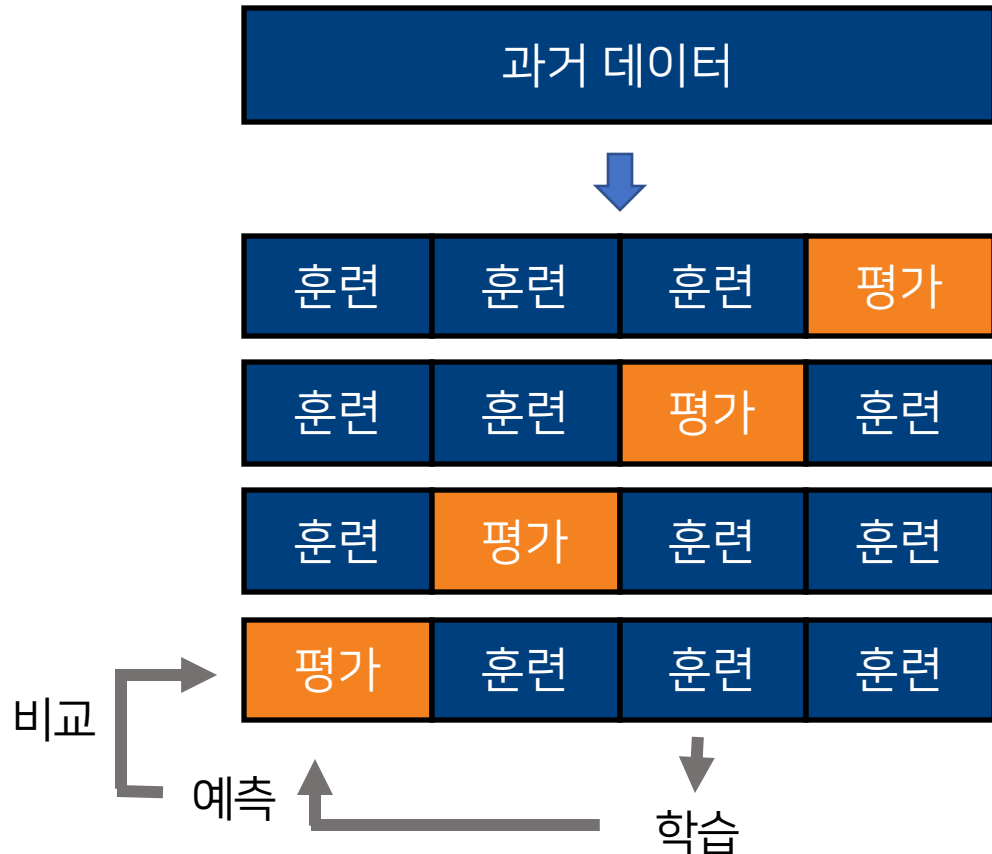 과거 데이터
훈련 훈련 훈련 평가
훈련 훈련 평가 훈련
훈련 평가 훈련 훈련
평가 훈련 훈련 훈련
비교
예측
학습